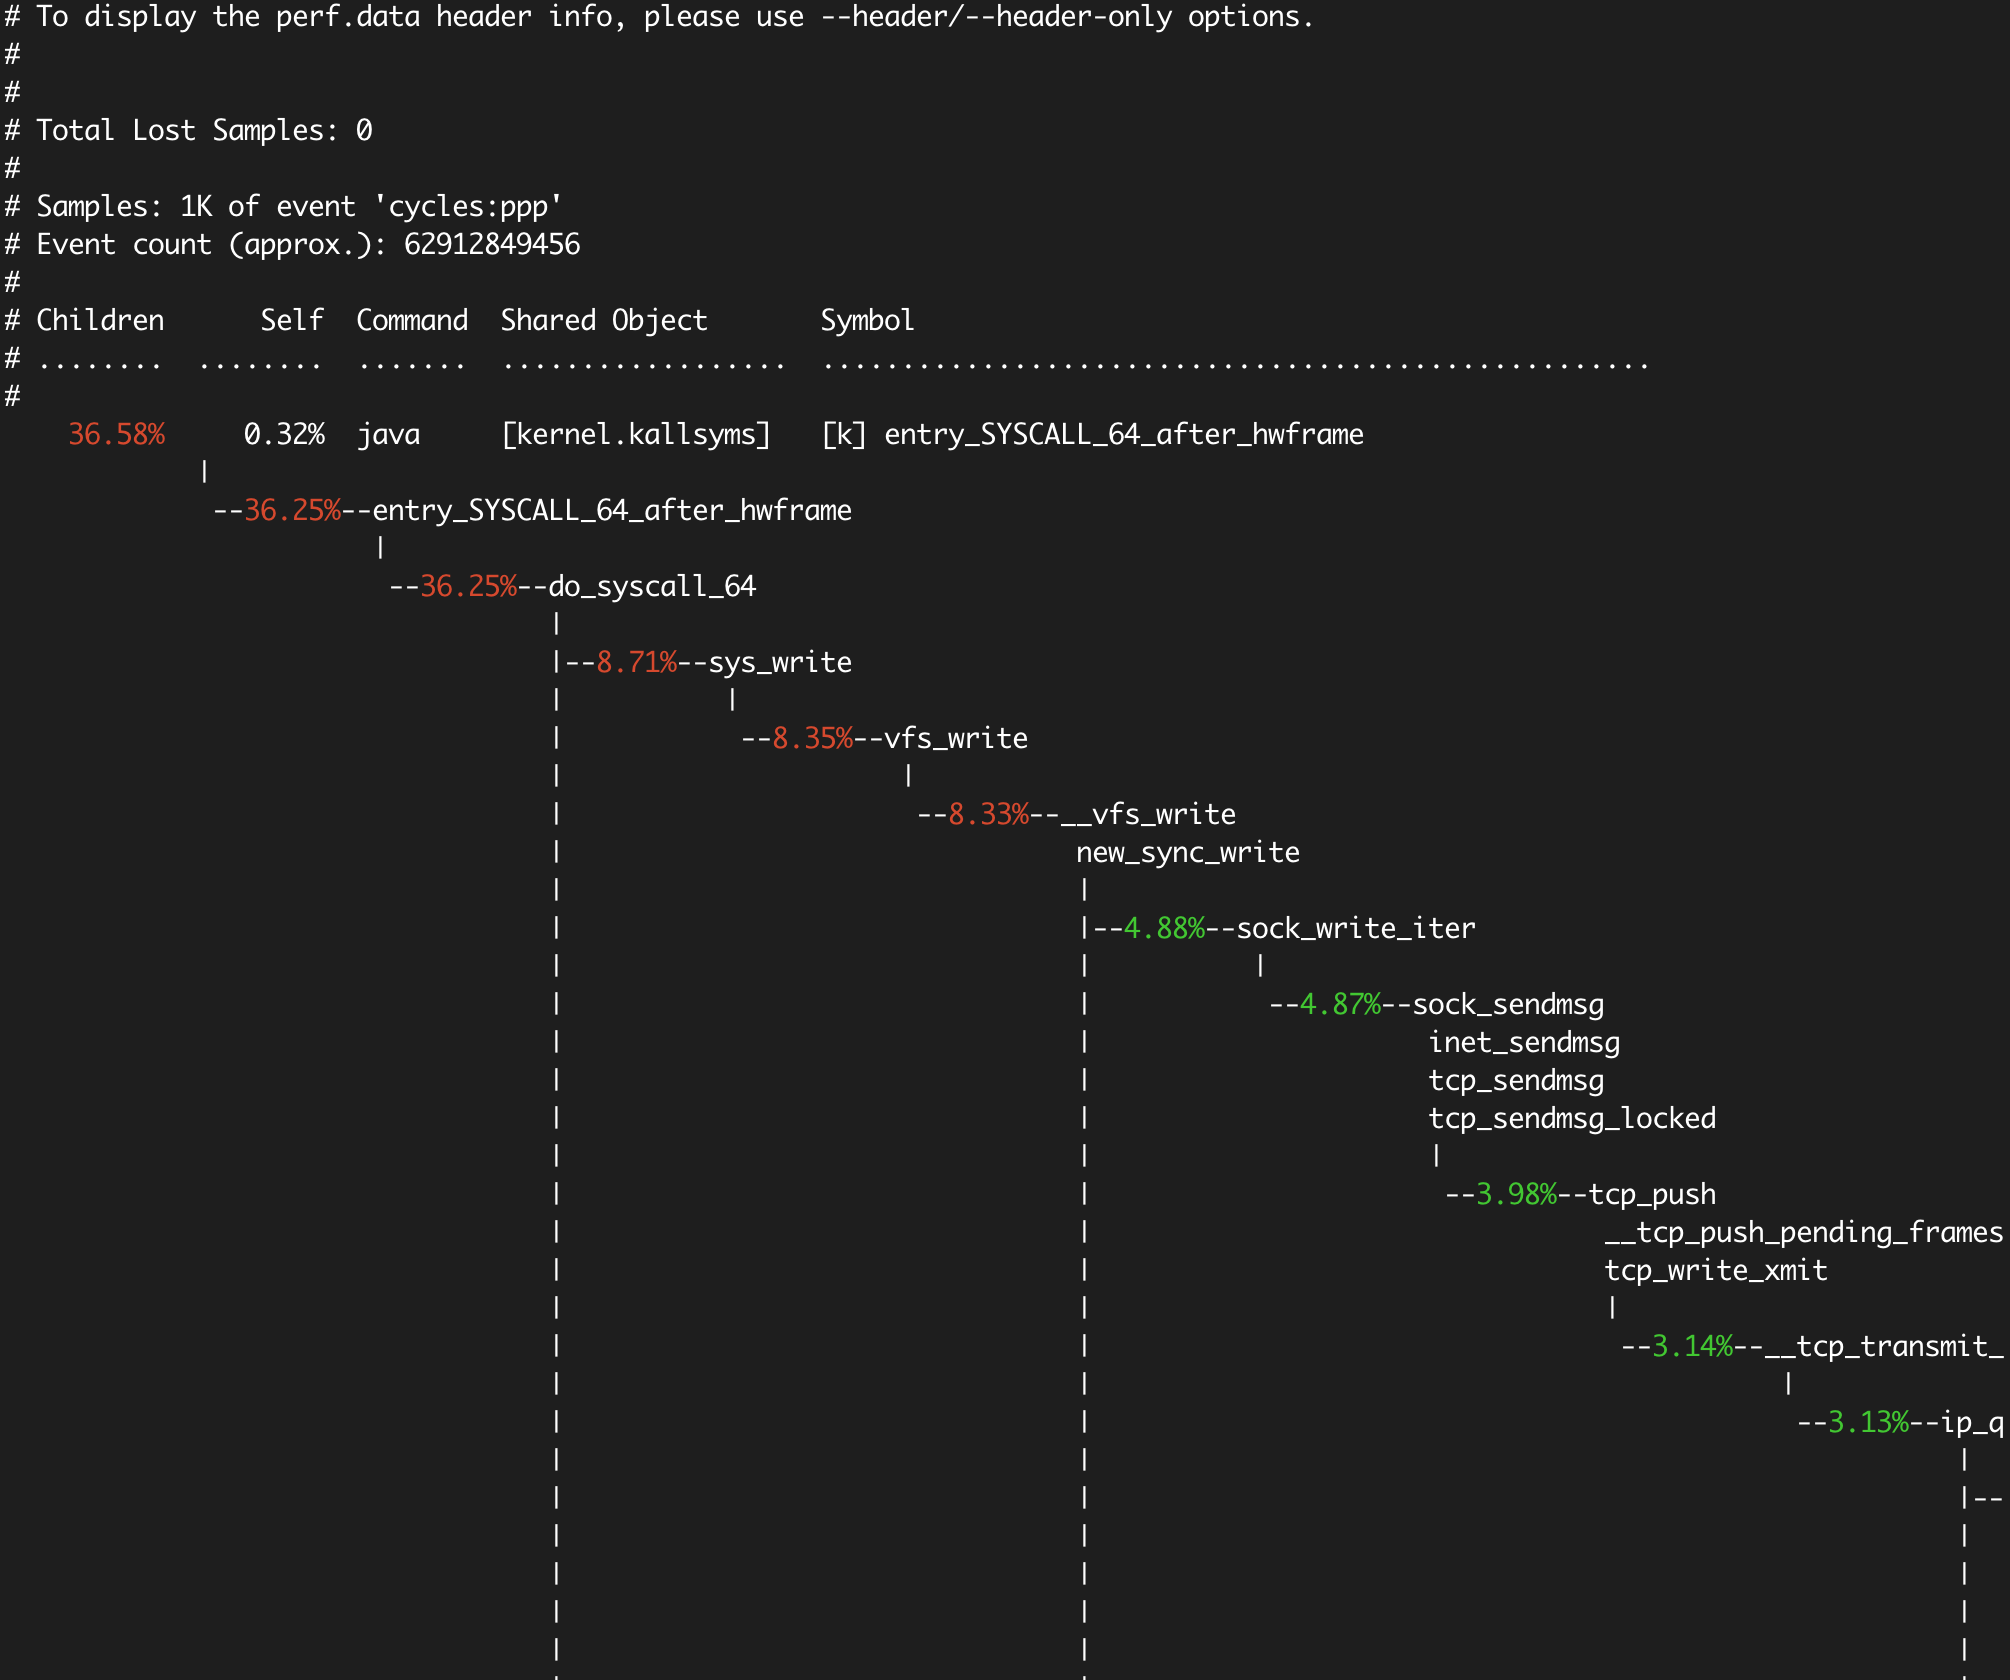 # To display the perf.data header info, please use --header/--header-only options.
#
#
# Total Lost Samples: 0
#
# Samples: 1K of event 'cycles:ppp'
# Event count (approx.): 62912849456
#
# Children      Self  Command  Shared Object       Symbol
# ........  ........  .......  ..................  ....................................................
#
    36.58%     0.32%  java     [kernel.kallsyms]   [k] entry_SYSCALL_64_after_hwframe
            |
             --36.25%--entry_SYSCALL_64_after_hwframe
                       |
                        --36.25%--do_syscall_64
                                  |
                                  |--8.71%--sys_write
                                  |          |
                                  |           --8.35%--vfs_write
                                  |                     |
                                  |                      --8.33%--__vfs_write
                                  |                                new_sync_write
                                  |                                |
                                  |                                |--4.88%--sock_write_iter
                                  |                                |          |
                                  |                                |           --4.87%--sock_sendmsg
                                  |                                |                     inet_sendmsg
                                  |                                |                     tcp_sendmsg
                                  |                                |                     tcp_sendmsg_locked
                                  |                                |                     |
                                  |                                |                      --3.98%--tcp_push
                                  |                                |                                __tcp_push_pending_frames
                                  |                                |                                tcp_write_xmit
                                  |                                |                                |
                                  |                                |                                 --3.14%--__tcp_transmit_
                                  |                                |                                           |
                                  |                                |                                            --3.13%--ip_q
                                  |                                |                                                      |
                                  |                                |                                                      |--
                                  |                                |                                                      |
                                  |                                |                                                      |
                                  |                                |                                                      |
                                  |                                |                                                      |